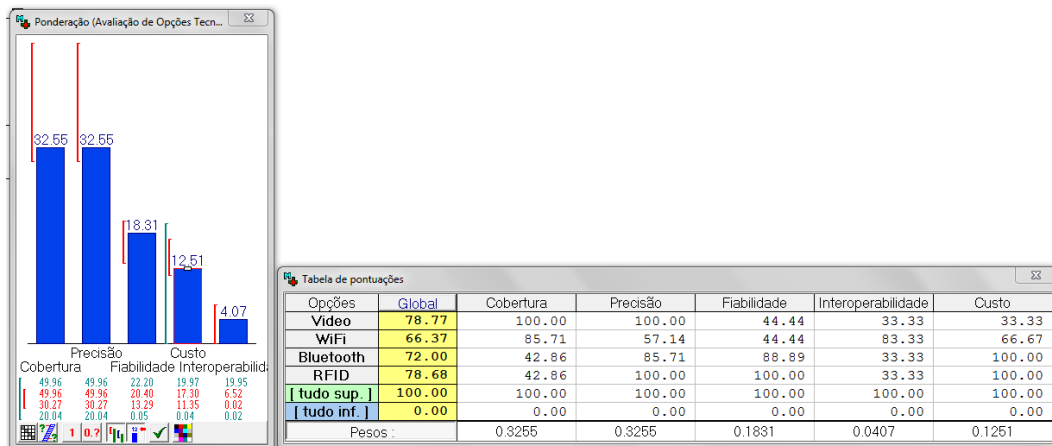 Ponderação (Avaliação de Opções Tecn...
32.55 32.55
18.31
12.51
4.07
Precisão Custo
Cobertura Fiabilidade Interoperabilida
49.96 49.96 22.20 19.97 19.95
49.96 49.96 20.40 17.30 6.52
30.27 30.27 13.29 11.35 0.02
20.04 20.04 0.05 0.04 0.02
1 0.?
Tabela de pontuações
Opções Global Cobertura Precisão Fiabilidade Interoperabilidade Custo
Video 78.77 100.00 100.00 44.44 33.33 33.33
WiFi 66.37 85.71 57.14 44.44 83.33 66.67
Bluetooth 72.00 42.86 85.71 88.89 33.33 100.00
RFID 78.68 42.86 100.00 100.00 33.33 100.00
[ tudo sup. ] 100.00 100.00 100.00 100.00 100.00 100.00
[ tudo inf. ] 0.00 0.00 0.00 0.00 0.00 0.00
Pesos : 0.3255 0.3255 0.1831 0.0407 0.1251